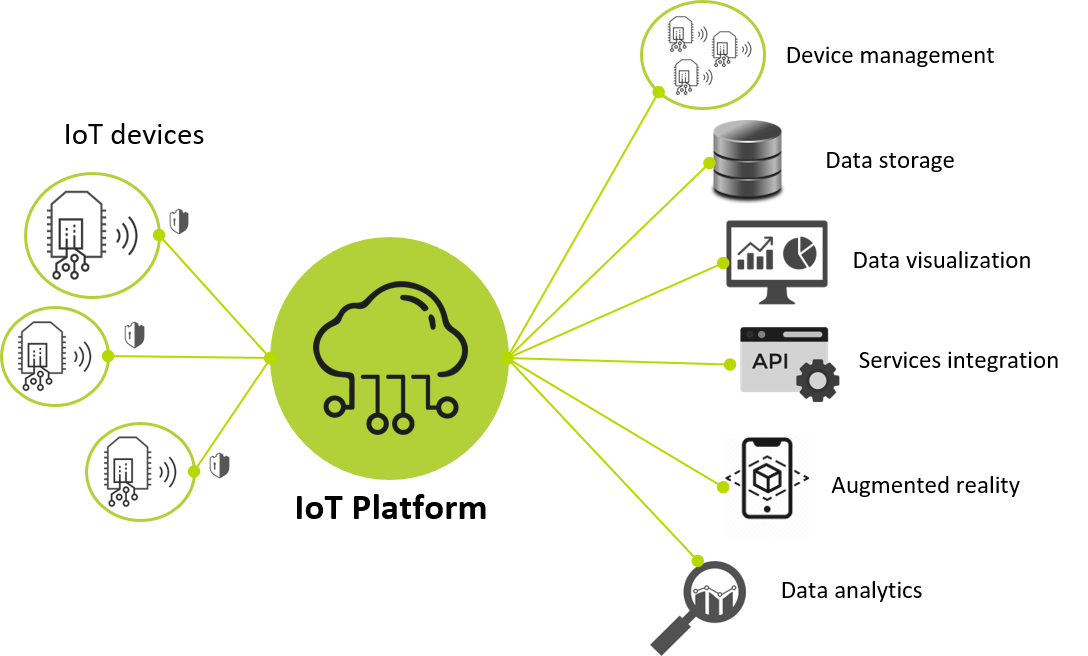 IoT devices
IoT Platform
Device management
Data storage
Data visualization
API
Services integration
Augmented reality
Data analytics